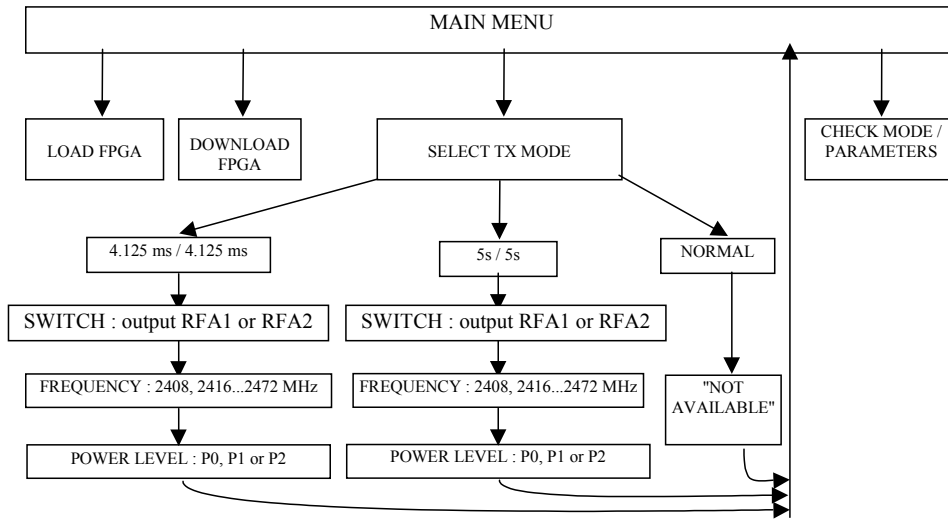 MAIN MENU
LOAD FPGA
DOWNLOAD
FPGA
SELECT TX MODE
CHECK MODE /
PARAMETERS
4.125 ms / 4.125 ms
5s / 5s
NORMAL
SWITCH : output RFA1 or RFA2
SWITCH : output RFA1 or RFA2
FREQUENCY : 2408, 2416...2472 MHz
FREQUENCY : 2408, 2416...2472 MHz
"NOT
AVAILABLE"
POWER LEVEL : P0, P1 or P2
POWER LEVEL : P0, P1 or P2